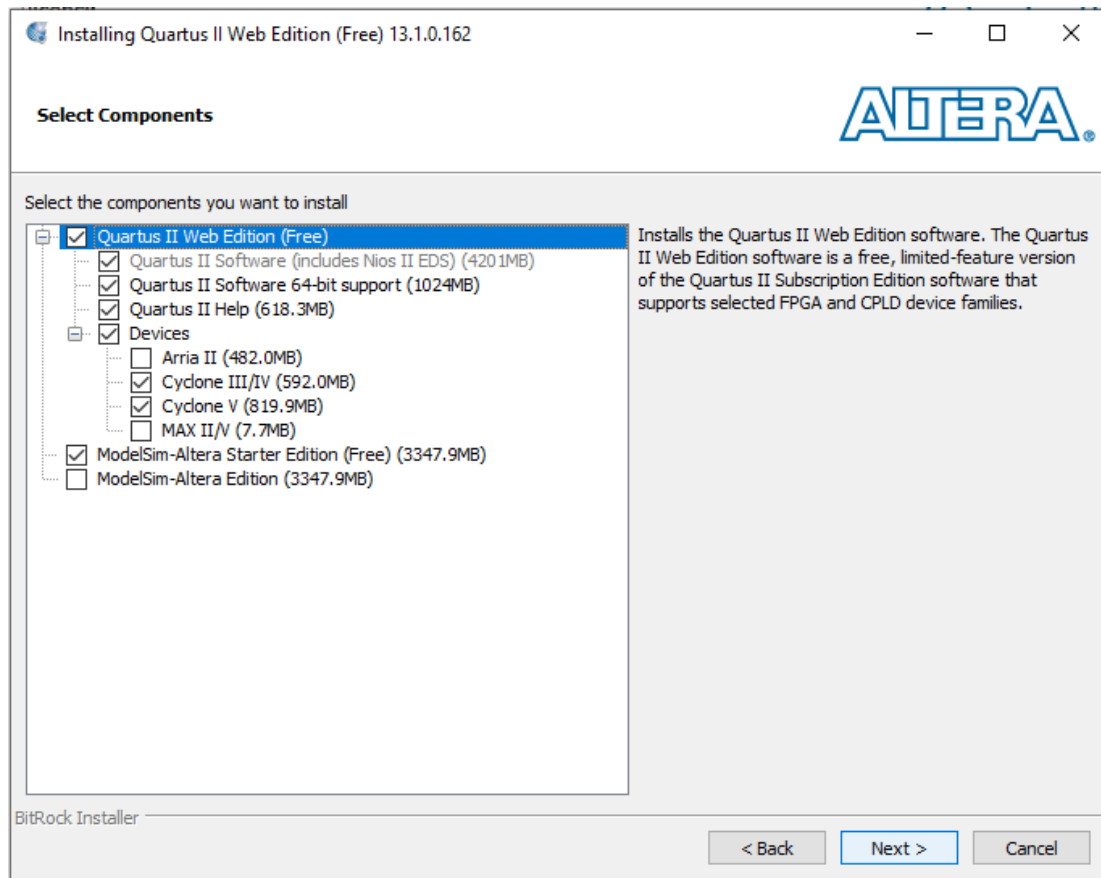 Installing Quartus II Web Edition (Free) 13.1.0.162
Select Components
ALTERA®
Select the components you want to install
Quartus II Web Edition (Free)
Quartus II Software (includes Nios II EDS) (4201MB)
Quartus II Software 64-bit support (1024MB)
Quartus II Help (618.3MB)
Devices
Arria II (482.0MB)
Cyclone III/IV (592.0MB)
Cyclone V (819.9MB)
MAX II/V (7.7MB)
ModelSim-Altera Starter Edition (Free) (3347.9MB)
ModelSim-Altera Edition (3347.9MB)
Installs the Quartus II Web Edition software. The Quartus
II Web Edition software is a free, limited-feature version
of the Quartus II Subscription Edition software that
supports selected FPGA and CPLD device families.
BitRock Installer
< Back
Next >
Cancel